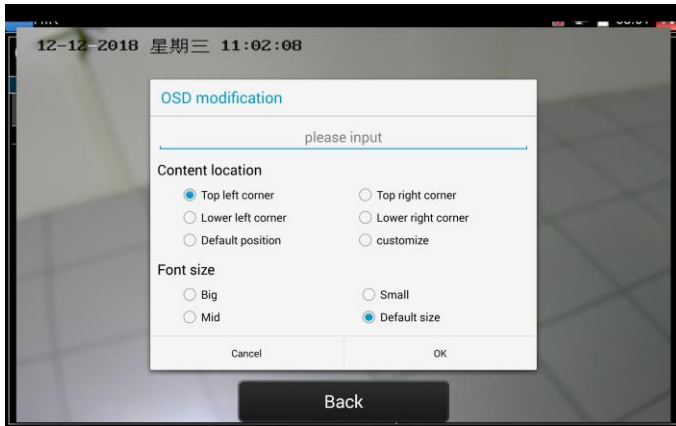 12-12-2018 星期三 11:02:08
OSD modification
please input
Content location
Top left corner Top right corner
Lower left corner Lower right corner
Default position customize
Font size
Big Small
Mid Default size
Cancel OK
Back